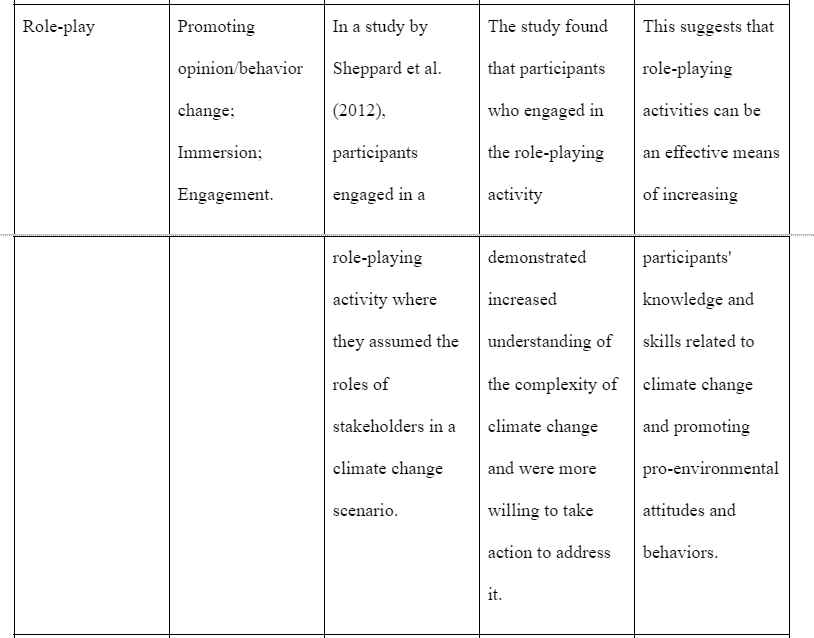 Role-play
Promoting
opinion/behavior
change;
Immersion;
Engagement.
In a study by
Sheppard et al.
(2012),
participants
engaged in a
role-playing
activity where
they assumed the
roles of
stakeholders in a
climate change
scenario.
The study found
that participants
who engaged in
the role-playing
activity
demonstrated
increased
understanding of
the complexity of
climate change
and were more
willing to take
action to address
it.
This suggests that
role-playing
activities can be
an effective means
of increasing
participants'
knowledge and
skills related to
climate change
and promoting
pro-environmental
attitudes and
behaviors.